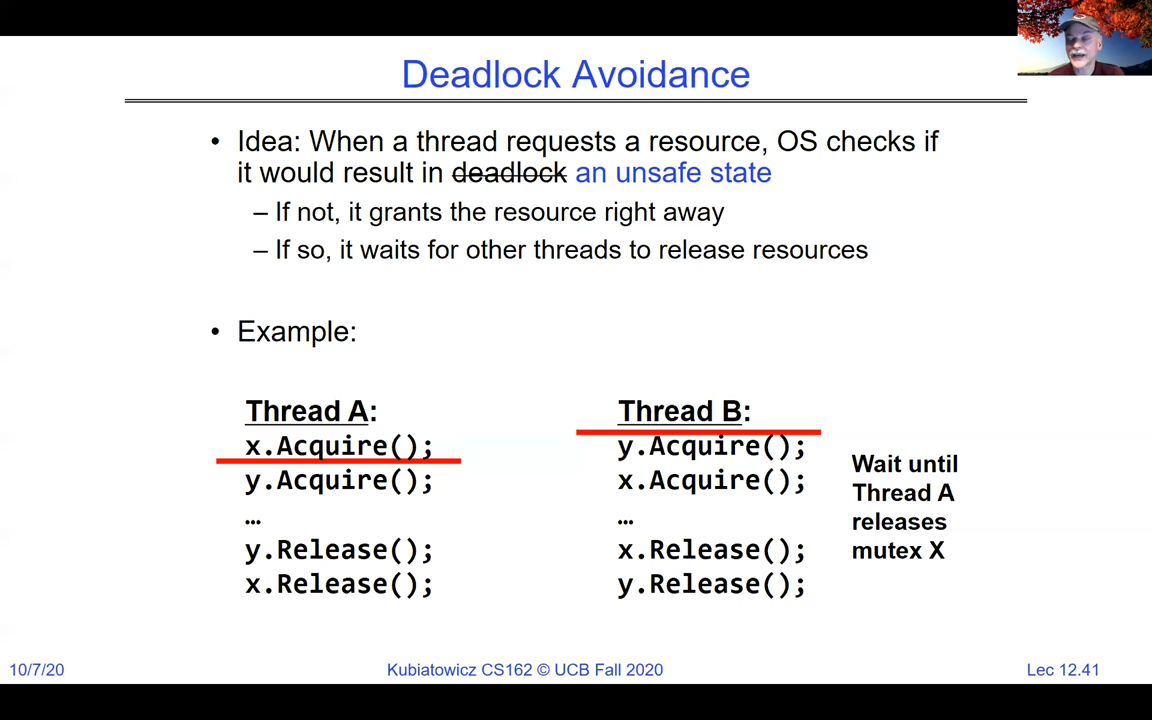 Deadlock Avoidance
• Idea: When a thread requests a resource, OS checks if
it would result in deadlock an unsafe state
– If not, it grants the resource right away
– If so, it waits for other threads to release resources
• Example:
Thread A:
x.Acquire();
y.Acquire();
…
y.Release();
x.Release();
Thread B:
y.Acquire();
x.Acquire();
…
x.Release();
y.Release();
Wait until
Thread A
releases
mutex X
10/7/20
Kubiatowicz CS162 © UCB Fall 2020
Lec 12.41